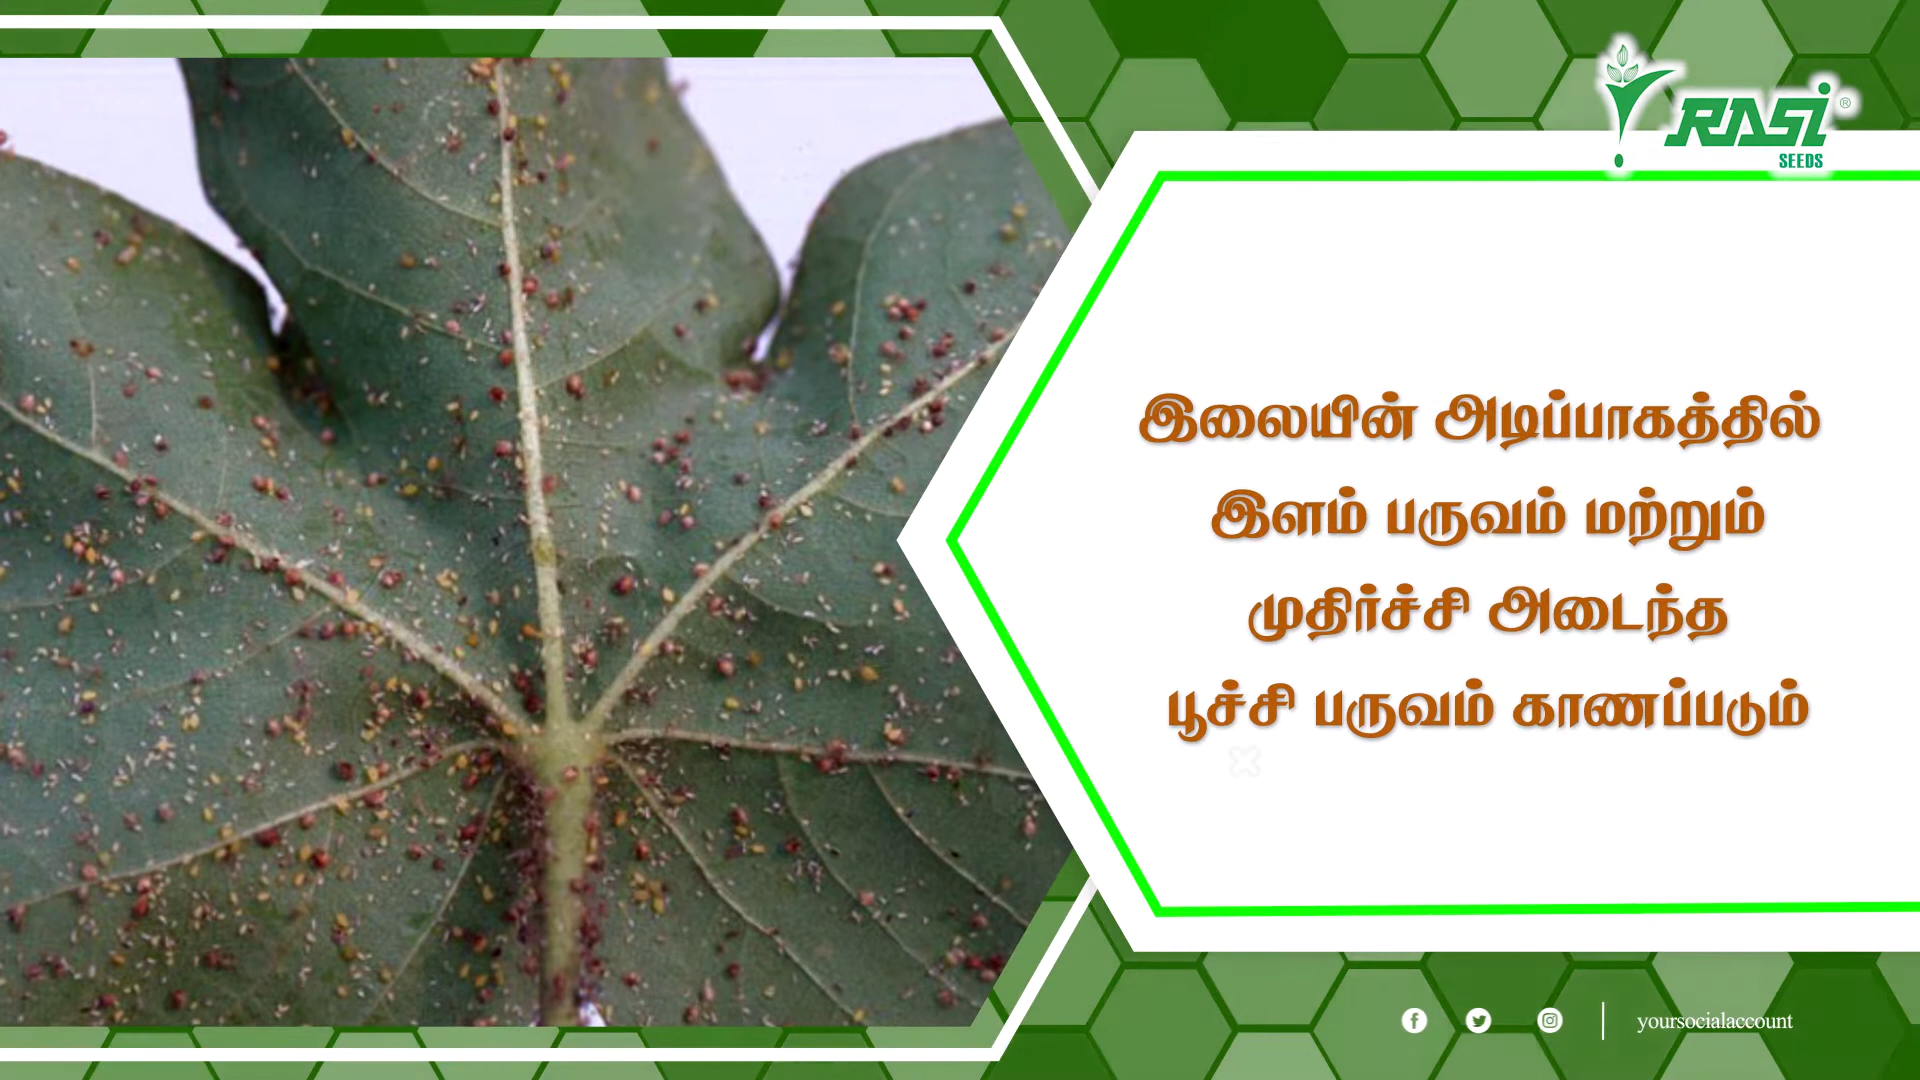 RASI ®
SEEDS
இலையின் அடிப்பாகத்தில்
இளம் பருவம் மற்றும்
முதிர்ச்சி அடைந்த
பூச்சி பருவம் காணப்படும்
yoursocialaccount